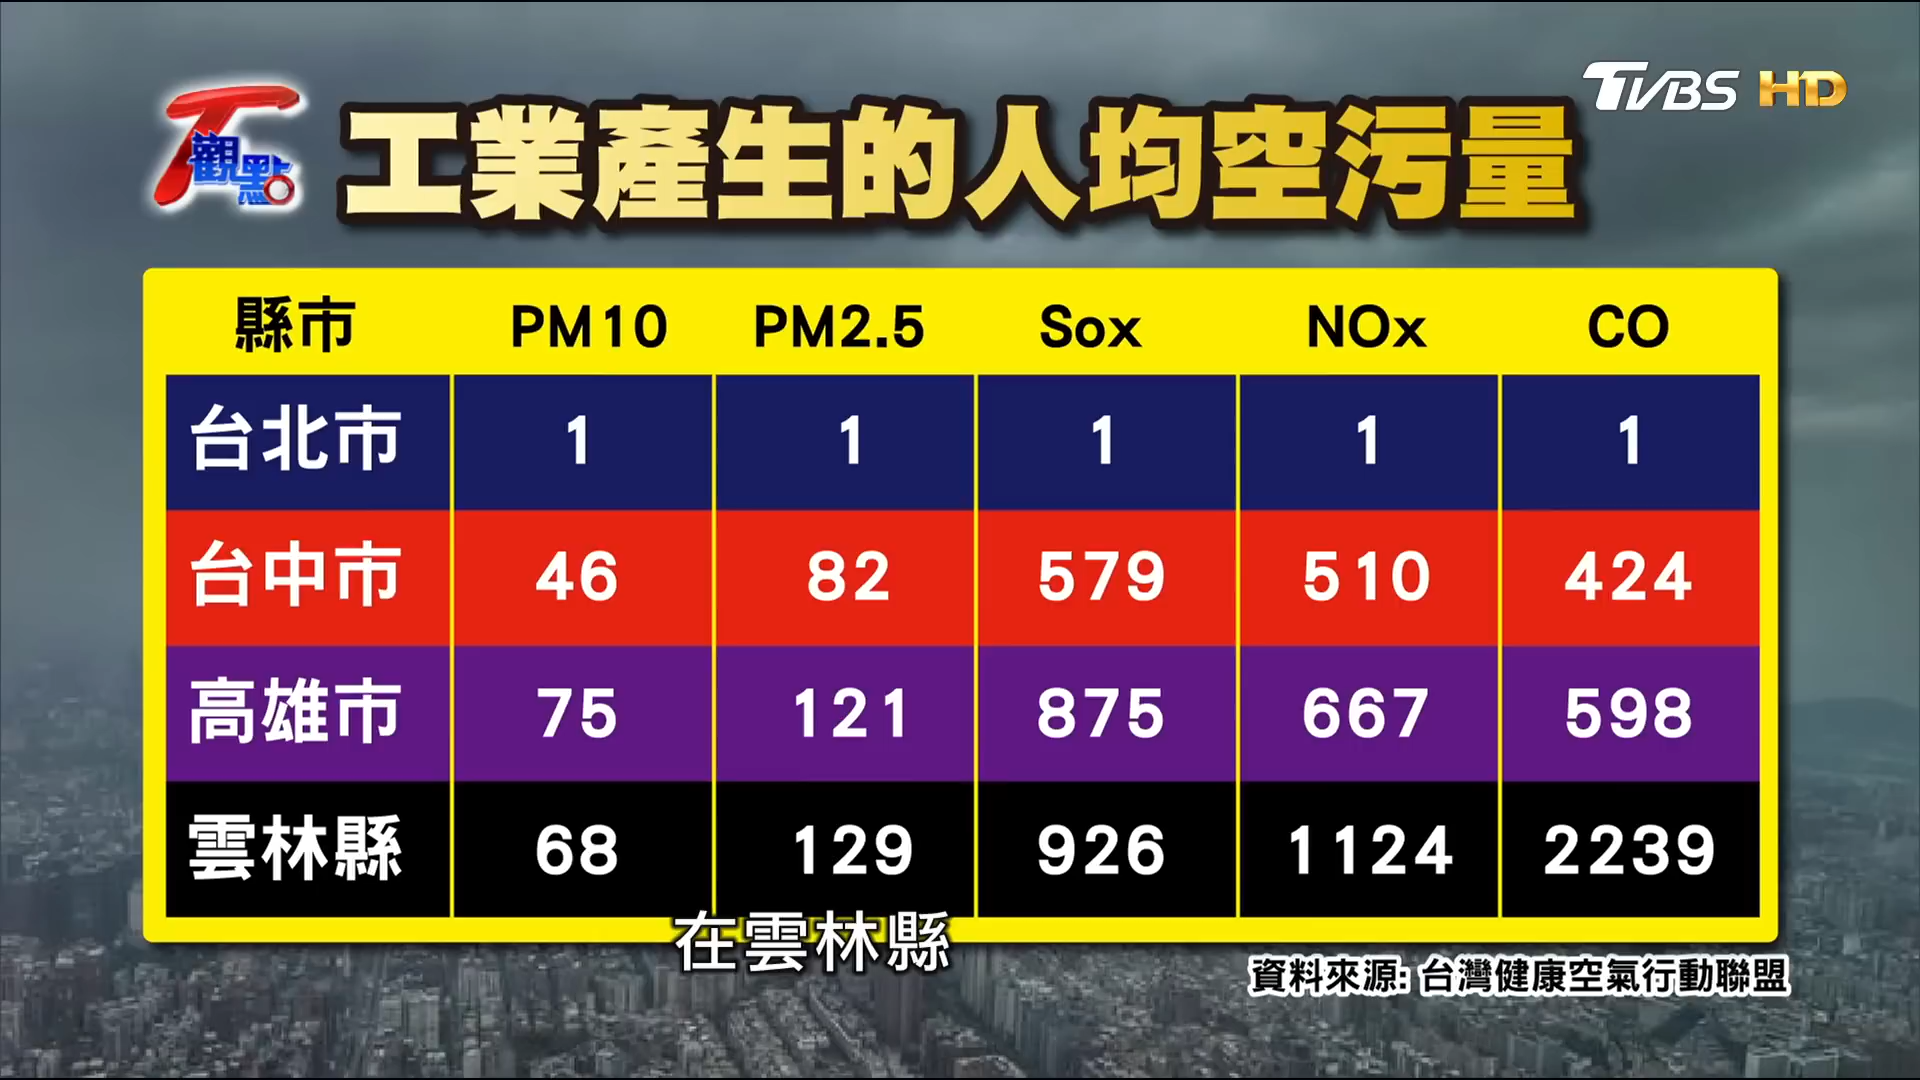 T觀點
工業產生的人均空污量
TVBS HD
縣市 PM10 PM2.5 Sox NOx CO
台北市 1 1 1 1 1
台中市 46 82 579 510 424
高雄市 75 121 875 667 598
雲林縣 68 129 926 1124 2239
在雲林縣
資料來源: 台灣健康空氣行動聯盟